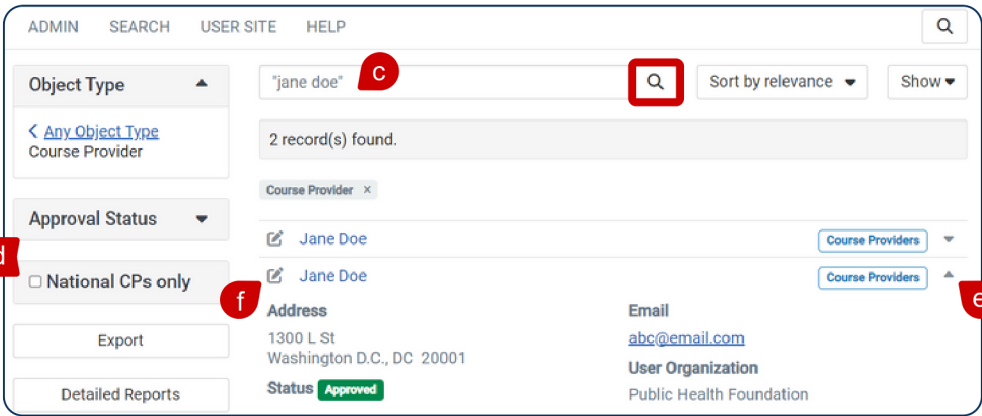 ADMIN SEARCH USER SITE HELP
Object Type
Any Object Type
Course Provider
Approval Status
d
National CPs only
Export
Detailed Reports
"jane doe" c
Sort by relevance
Show
2 record(s) found.
Course Provider ×
Jane Doe Course Providers
f Jane Doe Course Providers e
Address
1300 L St
Washington D.C., DC 20001
Status Approved
Email
abc@email.com
User Organization
Public Health Foundation